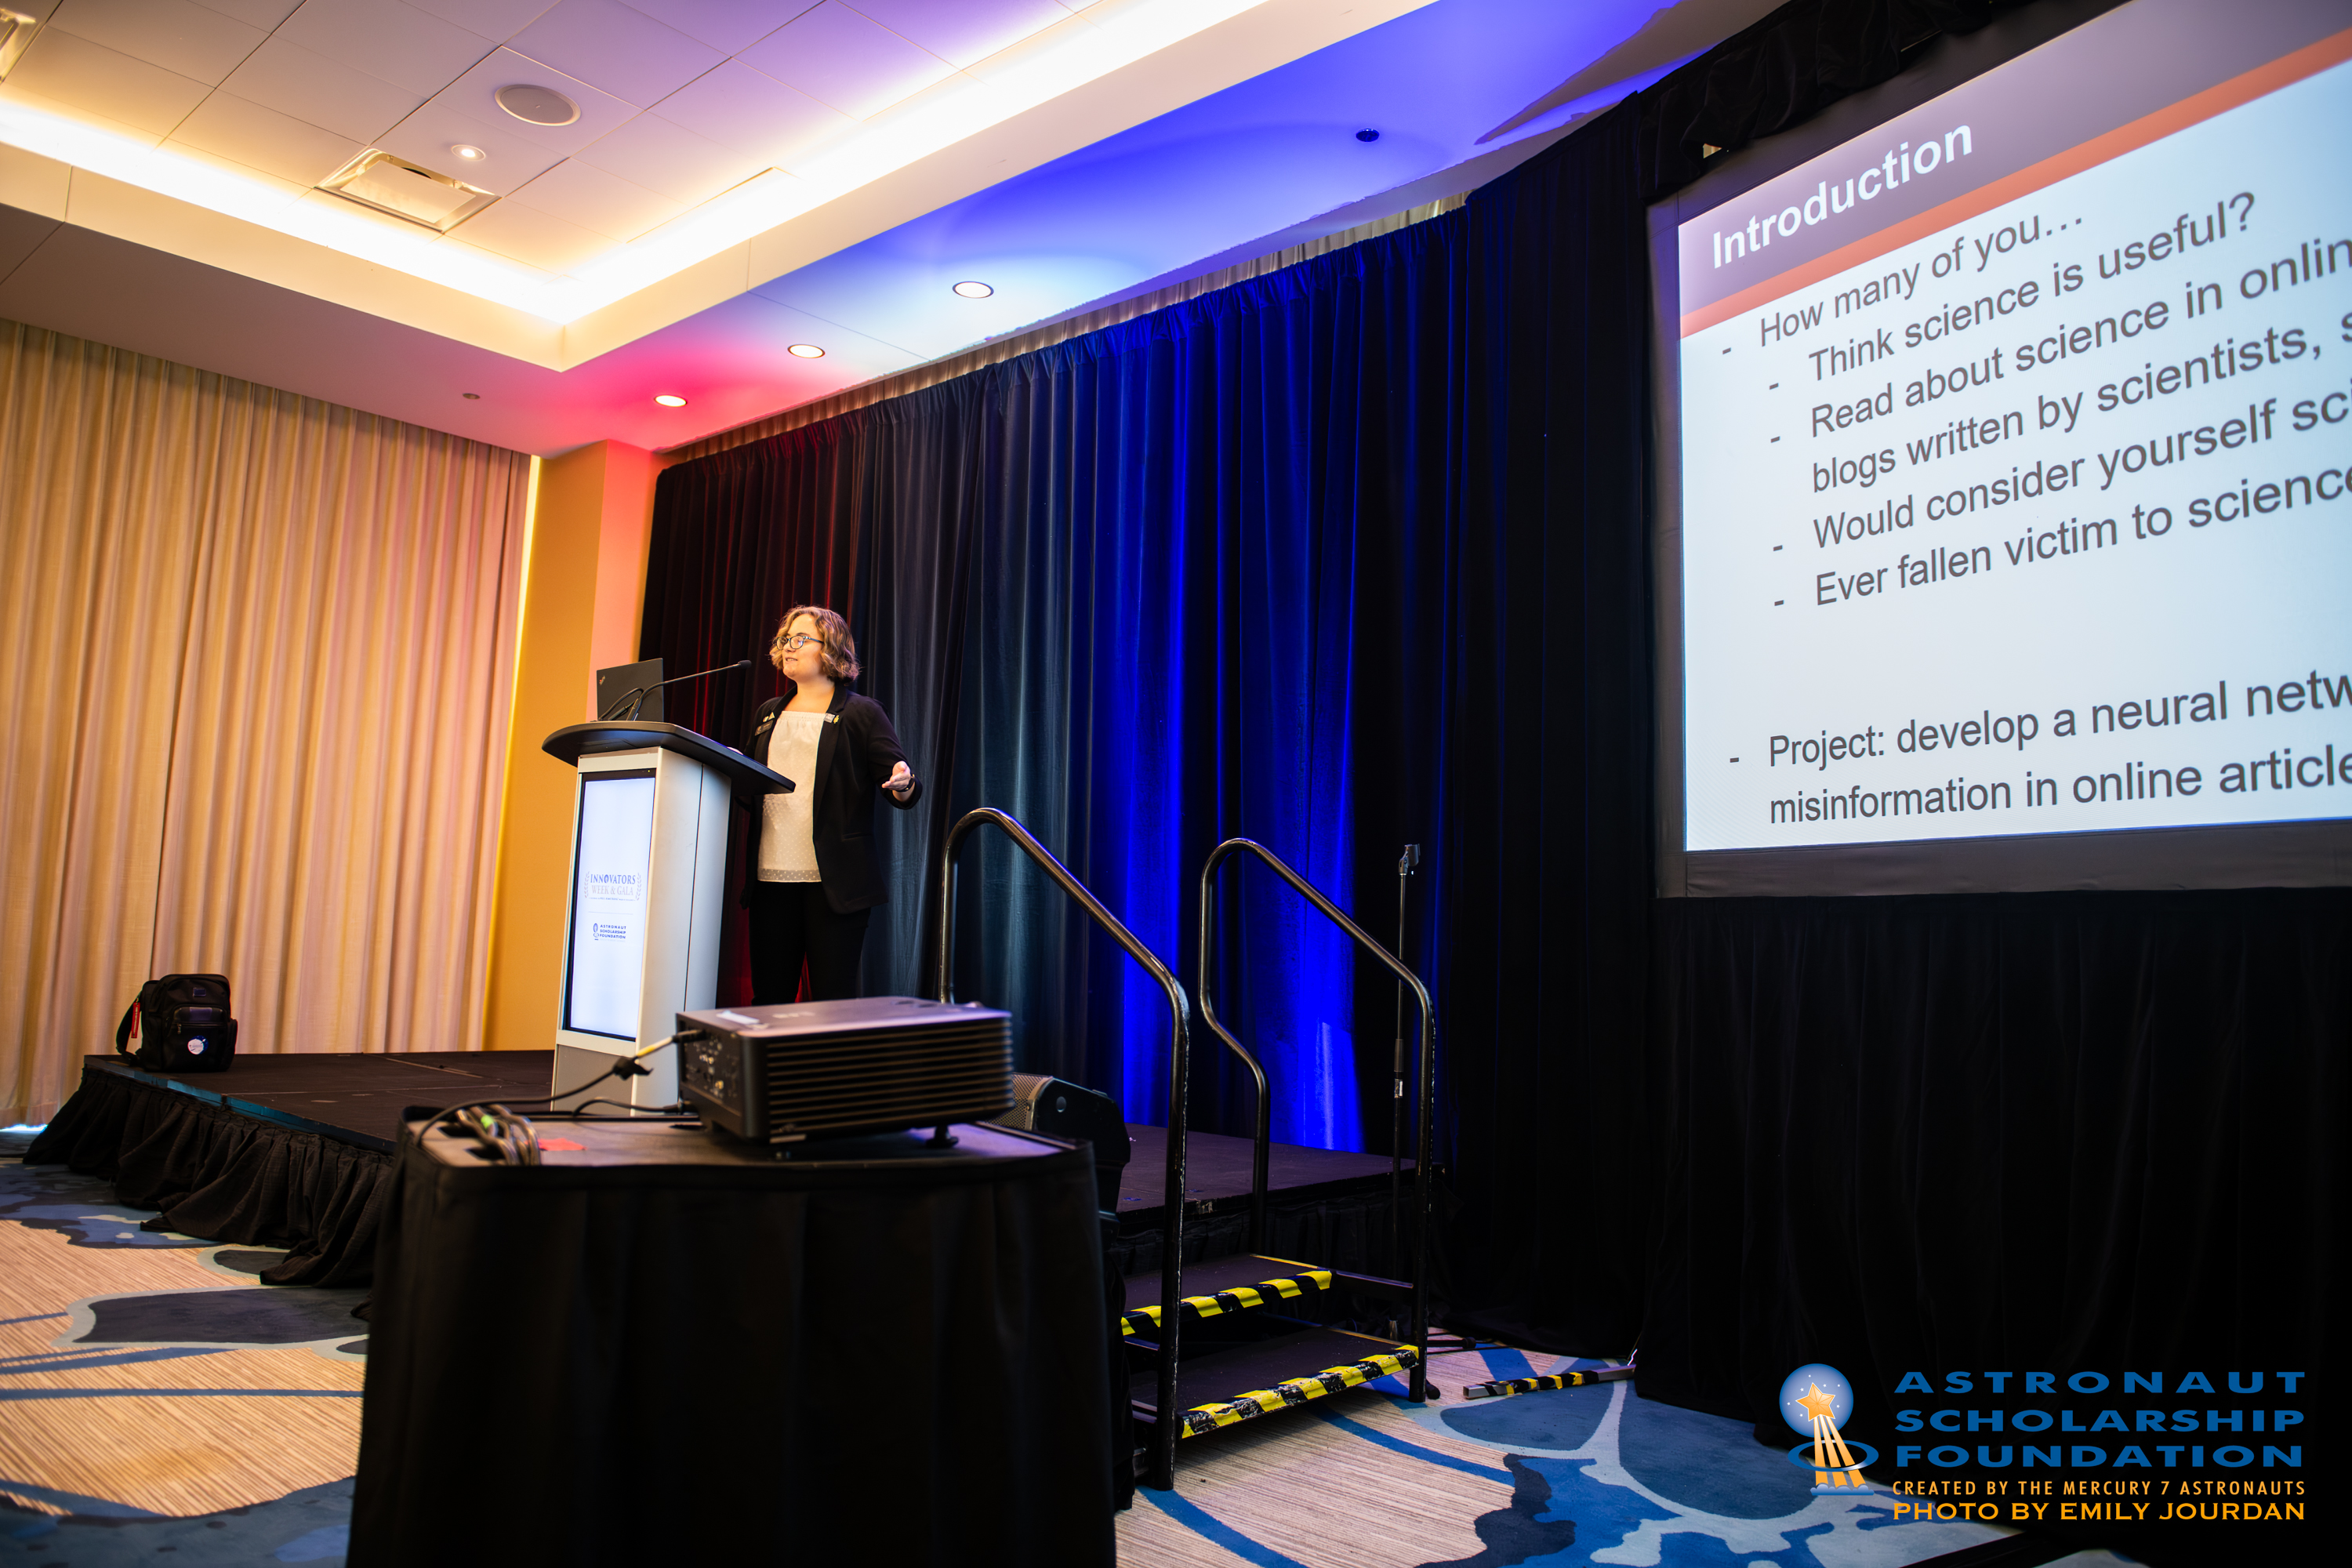 Introduction
- How many of you...
- Think science is useful?
- Read about science in onlin
blogs written by scientists, s
- Would consider yourself sci
- Ever fallen victim to science
- Project: develop a neural netw
misinformation in online article
INNOVATORS
WEEK & GALA
ASTRONAUT
SCHOLARSHIP
FOUNDATION
ASTRONAUT
SCHOLARSHIP
FOUNDATION
CREATED BY THE MERCURY 7 ASTRONAUTS
PHOTO BY EMILY JOURDAN